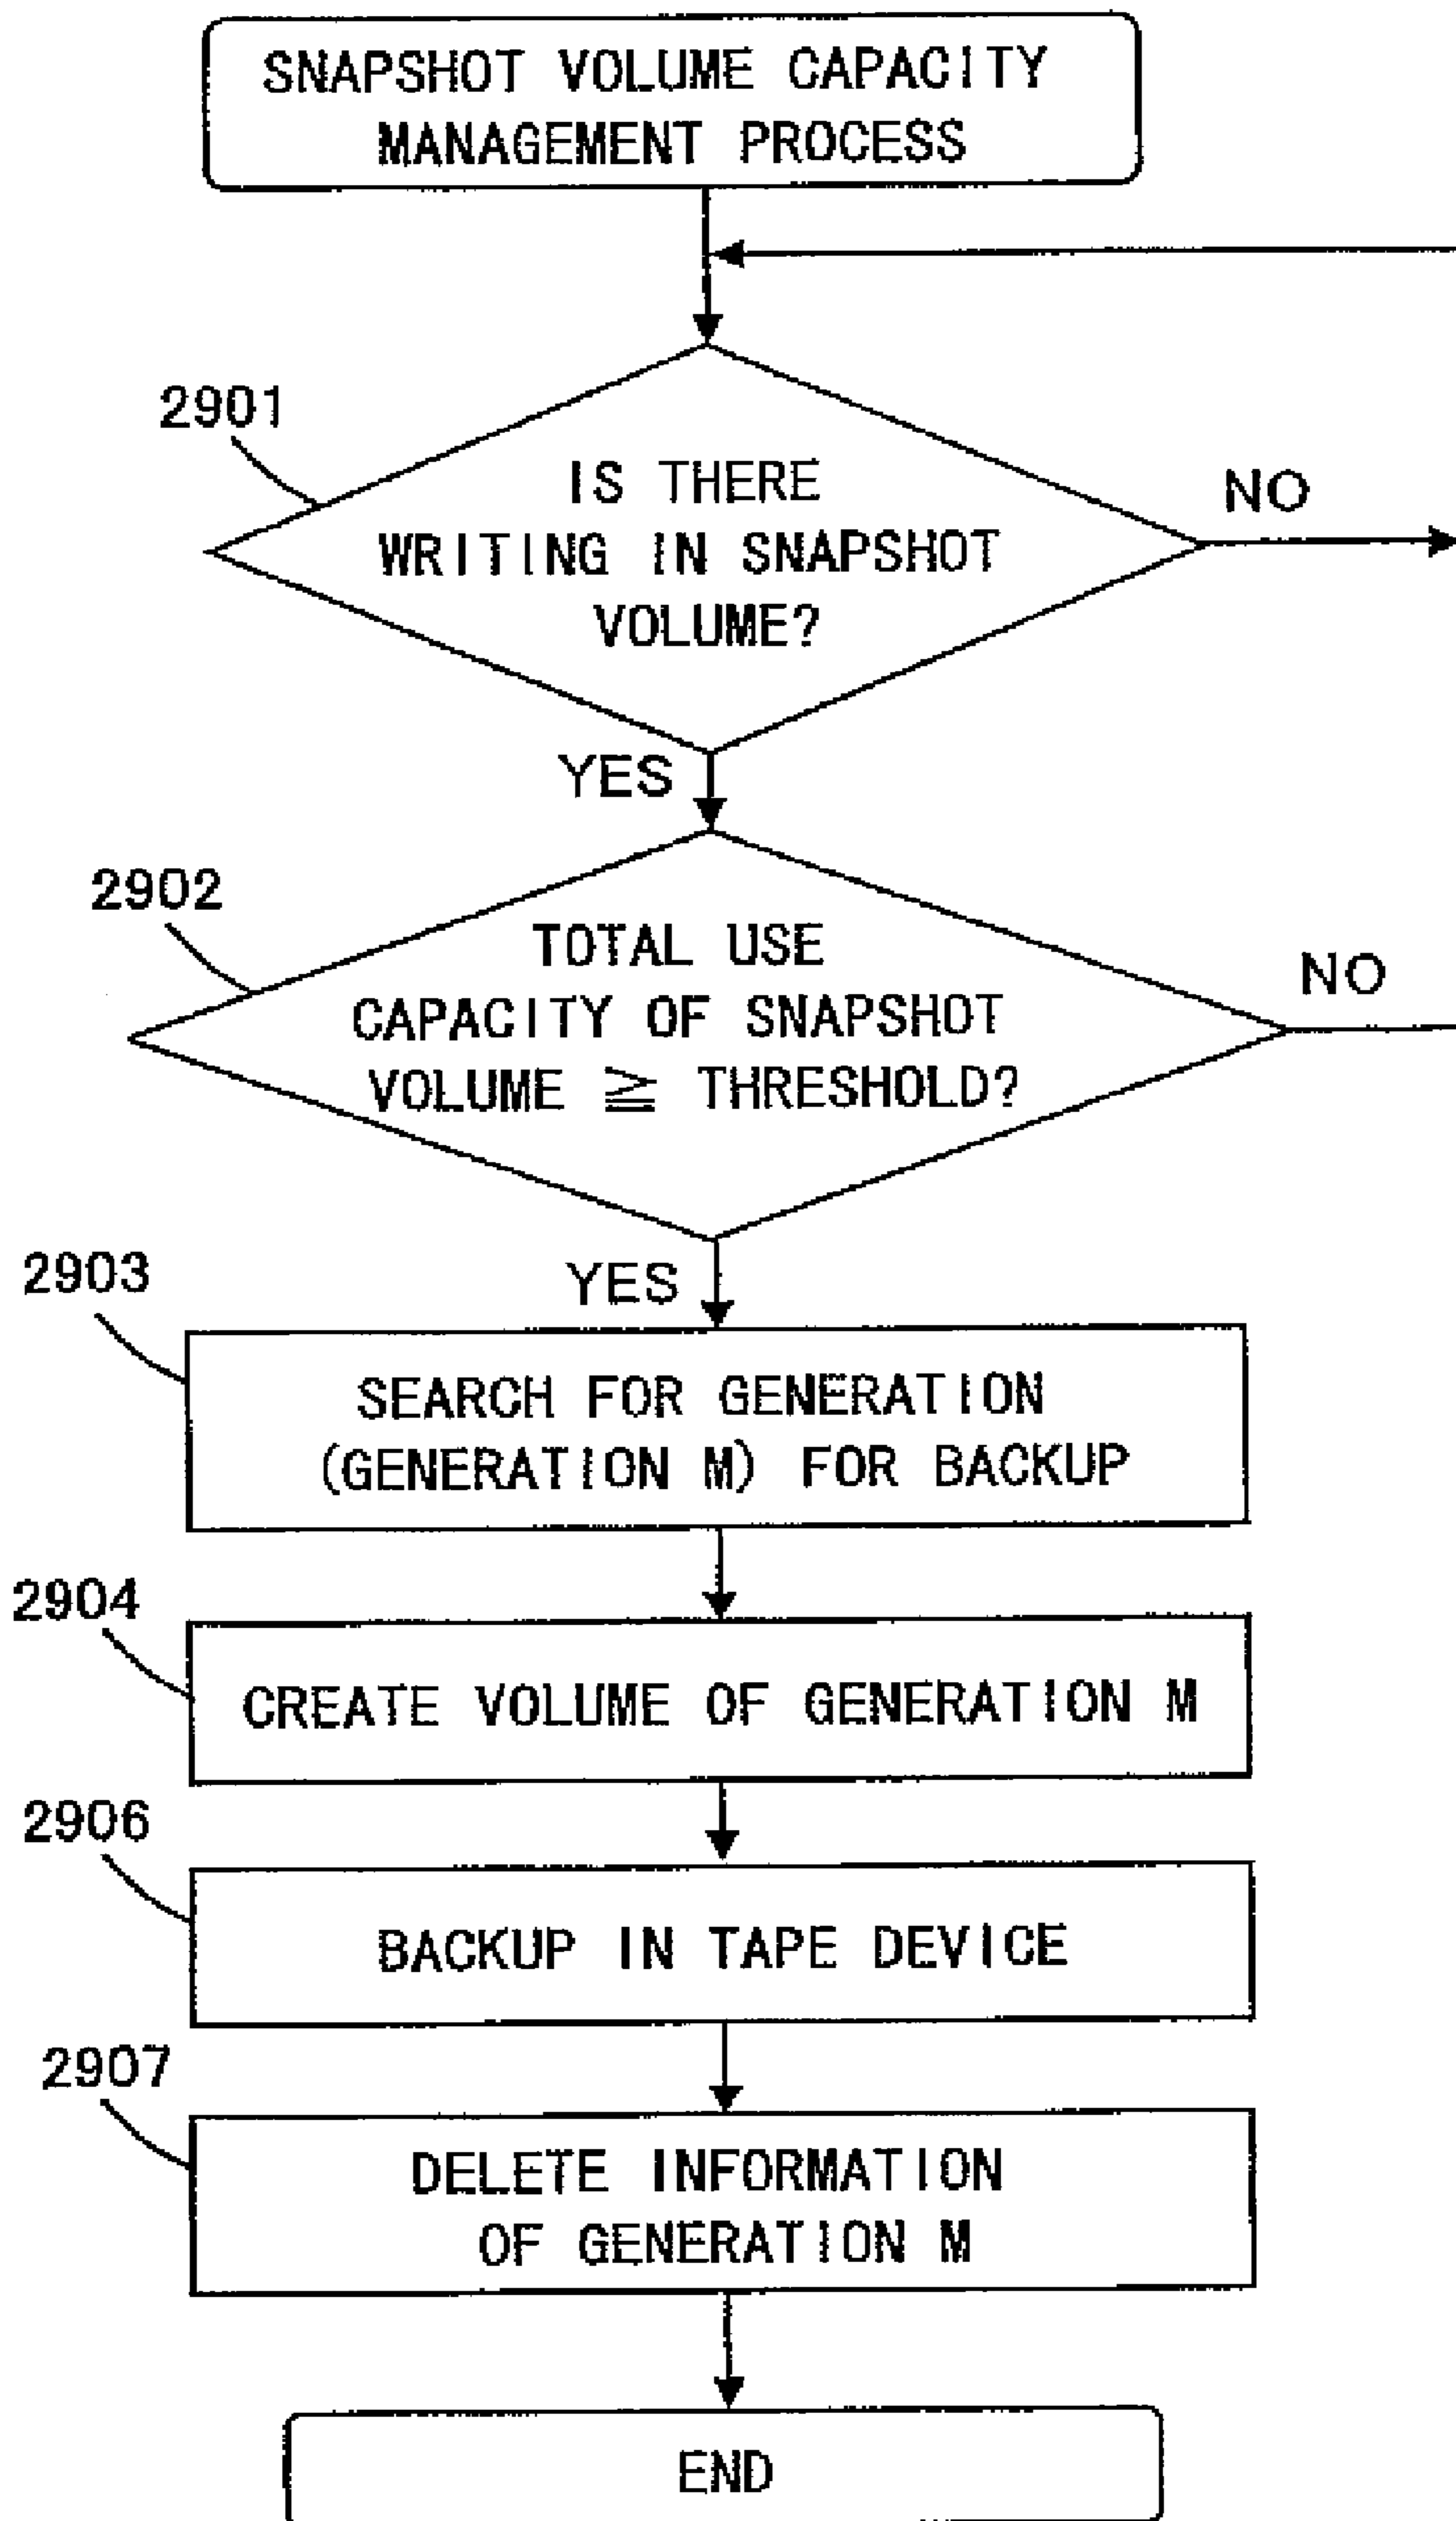 SNAPSHOT VOLUME CAPACITY
MANAGEMENT PROCESS
2901
IS THERE
WRITING IN SNAPSHOT
VOLUME?
NO
YES
2902
TOTAL USE
CAPACITY OF SNAPSHOT
VOLUME ≧ THRESHOLD?
NO
YES
2903
SEARCH FOR GENERATION
(GENERATION M) FOR BACKUP
2904
CREATE VOLUME OF GENERATION M
2906
BACKUP IN TAPE DEVICE
2907
DELETE INFORMATION
OF GENERATION M
END